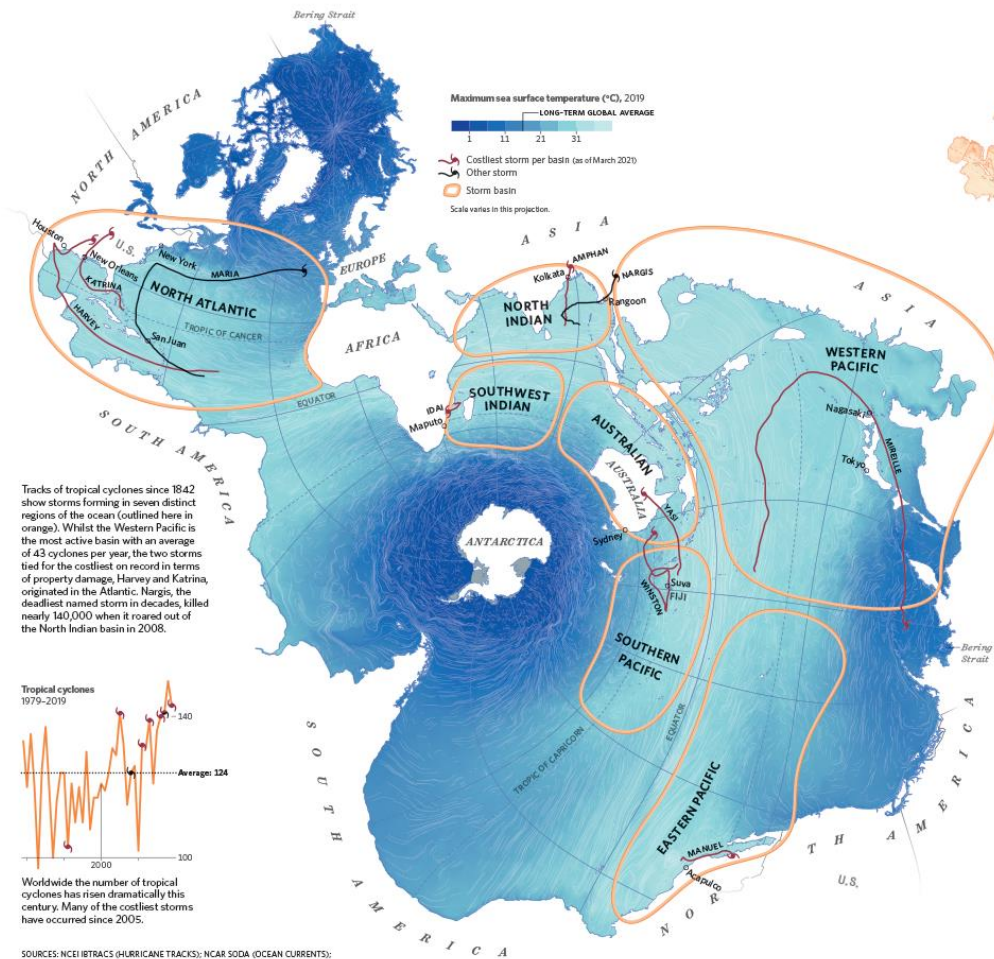 Bering Strait
NORTH AMERICA
Maximum sea surface temperature (°C), 2019
LONG-TERM GLOBAL AVERAGE
1 11 21 31
Costliest storm per basin (as of March 2021)
Other storm
Storm basin
Scale varies in this projection.
ASIA
Houston
U.S.
New York
New Orleans
MARIA
EUROPE
KATRINA
NORTH ATLANTIC
HARVEY
TROPIC OF CANCER
San Juan
AFRICA
EQUATOR
SOUTH AMERICA
AMPHAN
Kolkata
NARGIS
Rangoon
NORTH
INDIAN
ASIA
WESTERN
PACIFIC
SOUTHWEST
INDIAN
IDAI
Maputo
AUSTRALIAN
AUSTRALIA
YASI
Nagasaki
MIREILLE
Tokyo
Sydney
ANTARCTICA
Suva
FIJI
WINSTON
SOUTHERN
PACIFIC
Bering
Strait
Tracks of tropical cyclones since 1842
show storms forming in seven distinct
regions of the ocean (outlined here in
orange). Whilst the Western Pacific is
the most active basin with an average
of 43 cyclones per year, the two storms
tied for the costliest on record in terms
of property damage, Harvey and Katrina,
originated in the Atlantic. Nargis, the
deadliest named storm in decades, killed
nearly 140,000 when it roared out of
the North Indian basin in 2008.
Tropical cyclones
1979–2019
140
Average: 124
100
2000
Worldwide the number of tropical
cyclones has risen dramatically this
century. Many of the costliest storms
have occurred since 2005.
SOUTH AMERICA
TROPIC OF CAPRICORN
EQUATOR
EASTERN PACIFIC
MANUEL
Acapulco
U.S.
NORTH AMERICA
SOURCES: NCEI IBTRACS (HURRICANE TRACKS); NCAR SODA (OCEAN CURRENTS);